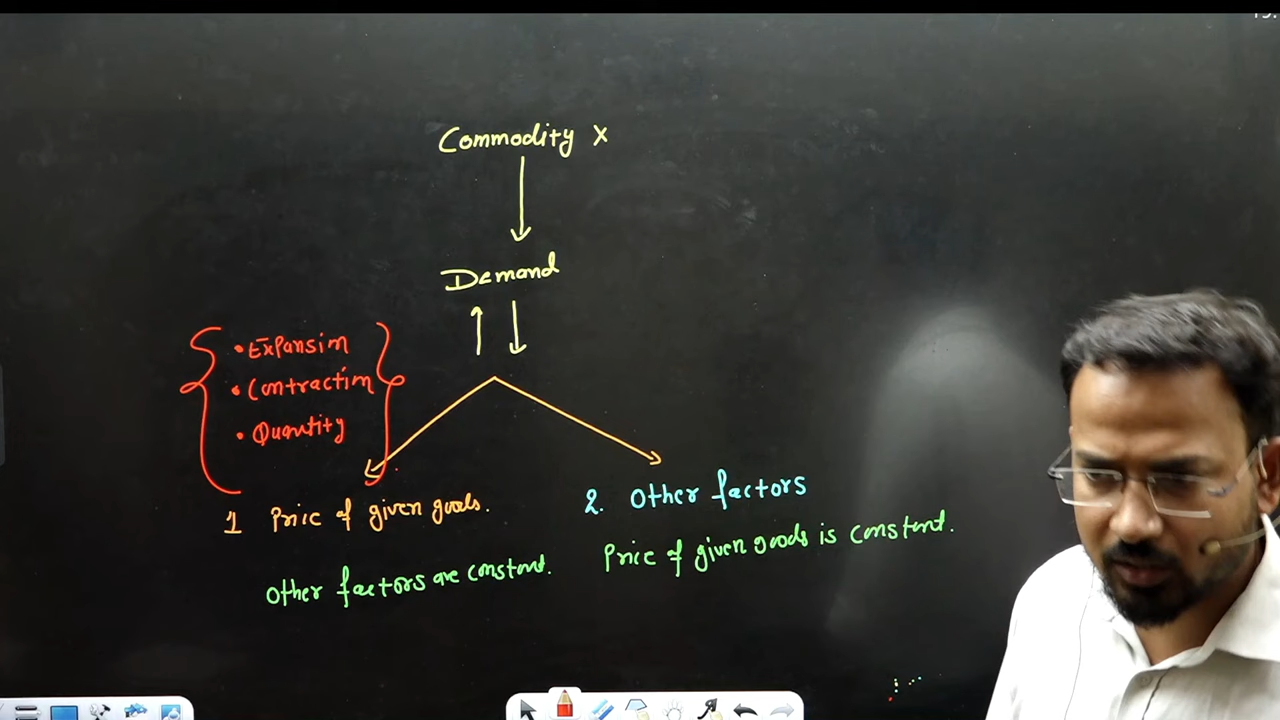 Commodity x
Demand
• Expansion
• Contraction
• Quantity
1 Price of given goods.
2. Other factors
Other factors are constant.
Price of given goods is constant.